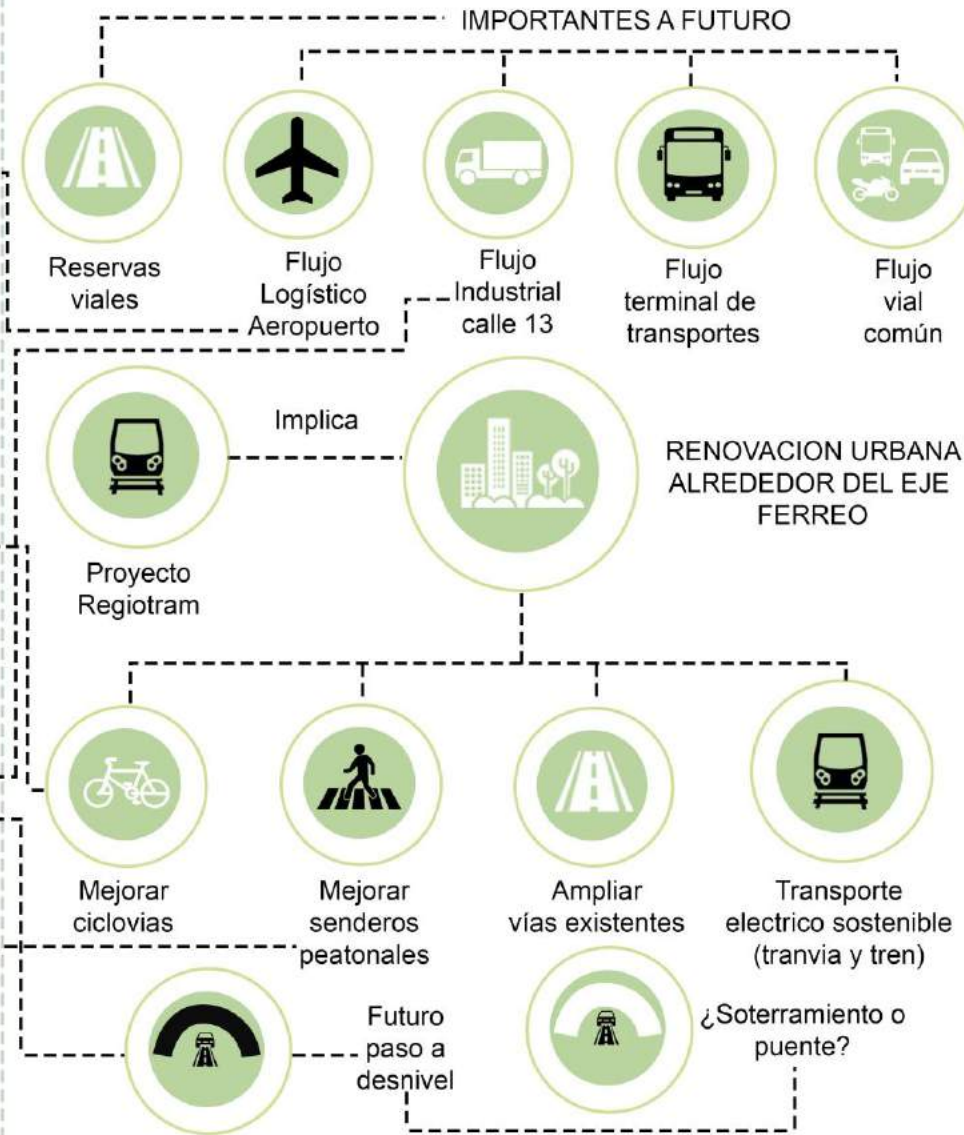 IMPORTANTES A FUTURO
Reservas
viales
Flujo
Logístico
Aeropuerto
Flujo
Industrial
calle 13
Flujo
terminal de
transportes
Flujo
vial
común
Implica
Proyecto
Regiotram
RENOVACION URBANA
ALREDEDOR DEL EJE
FERREO
Mejorar
ciclovias
Mejorar
senderos
peatonales
Ampliar
vías existentes
Transporte
electrico sostenible
(tranvia y tren)
Futuro
paso a
desnivel
¿Soterramiento o
puente?